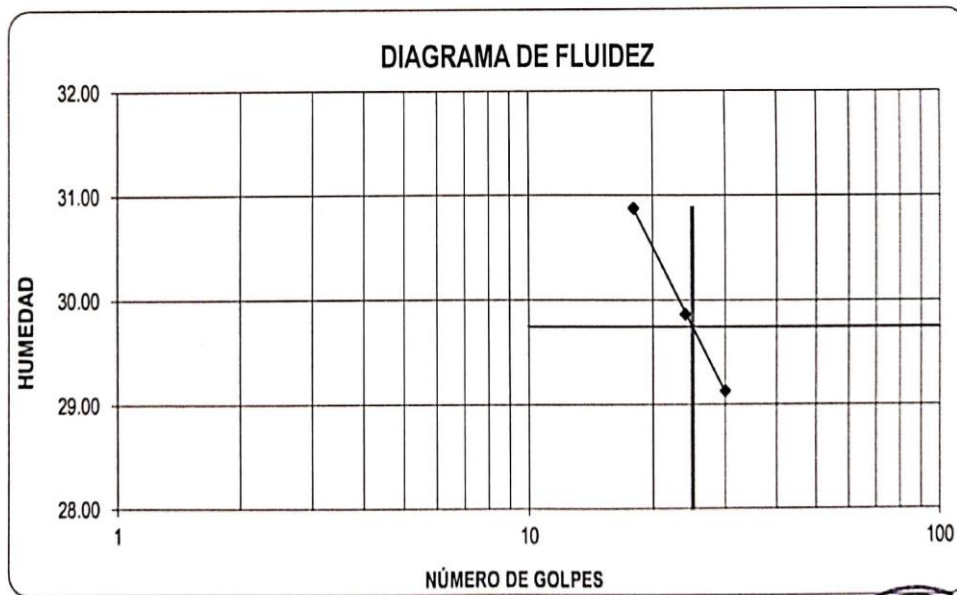 DIAGRAMA DE FLUIDEZ
32.00
31.00
30.00
29.00
28.00
HUMEDAD
1
10
100
NÚMERO DE GOLPES